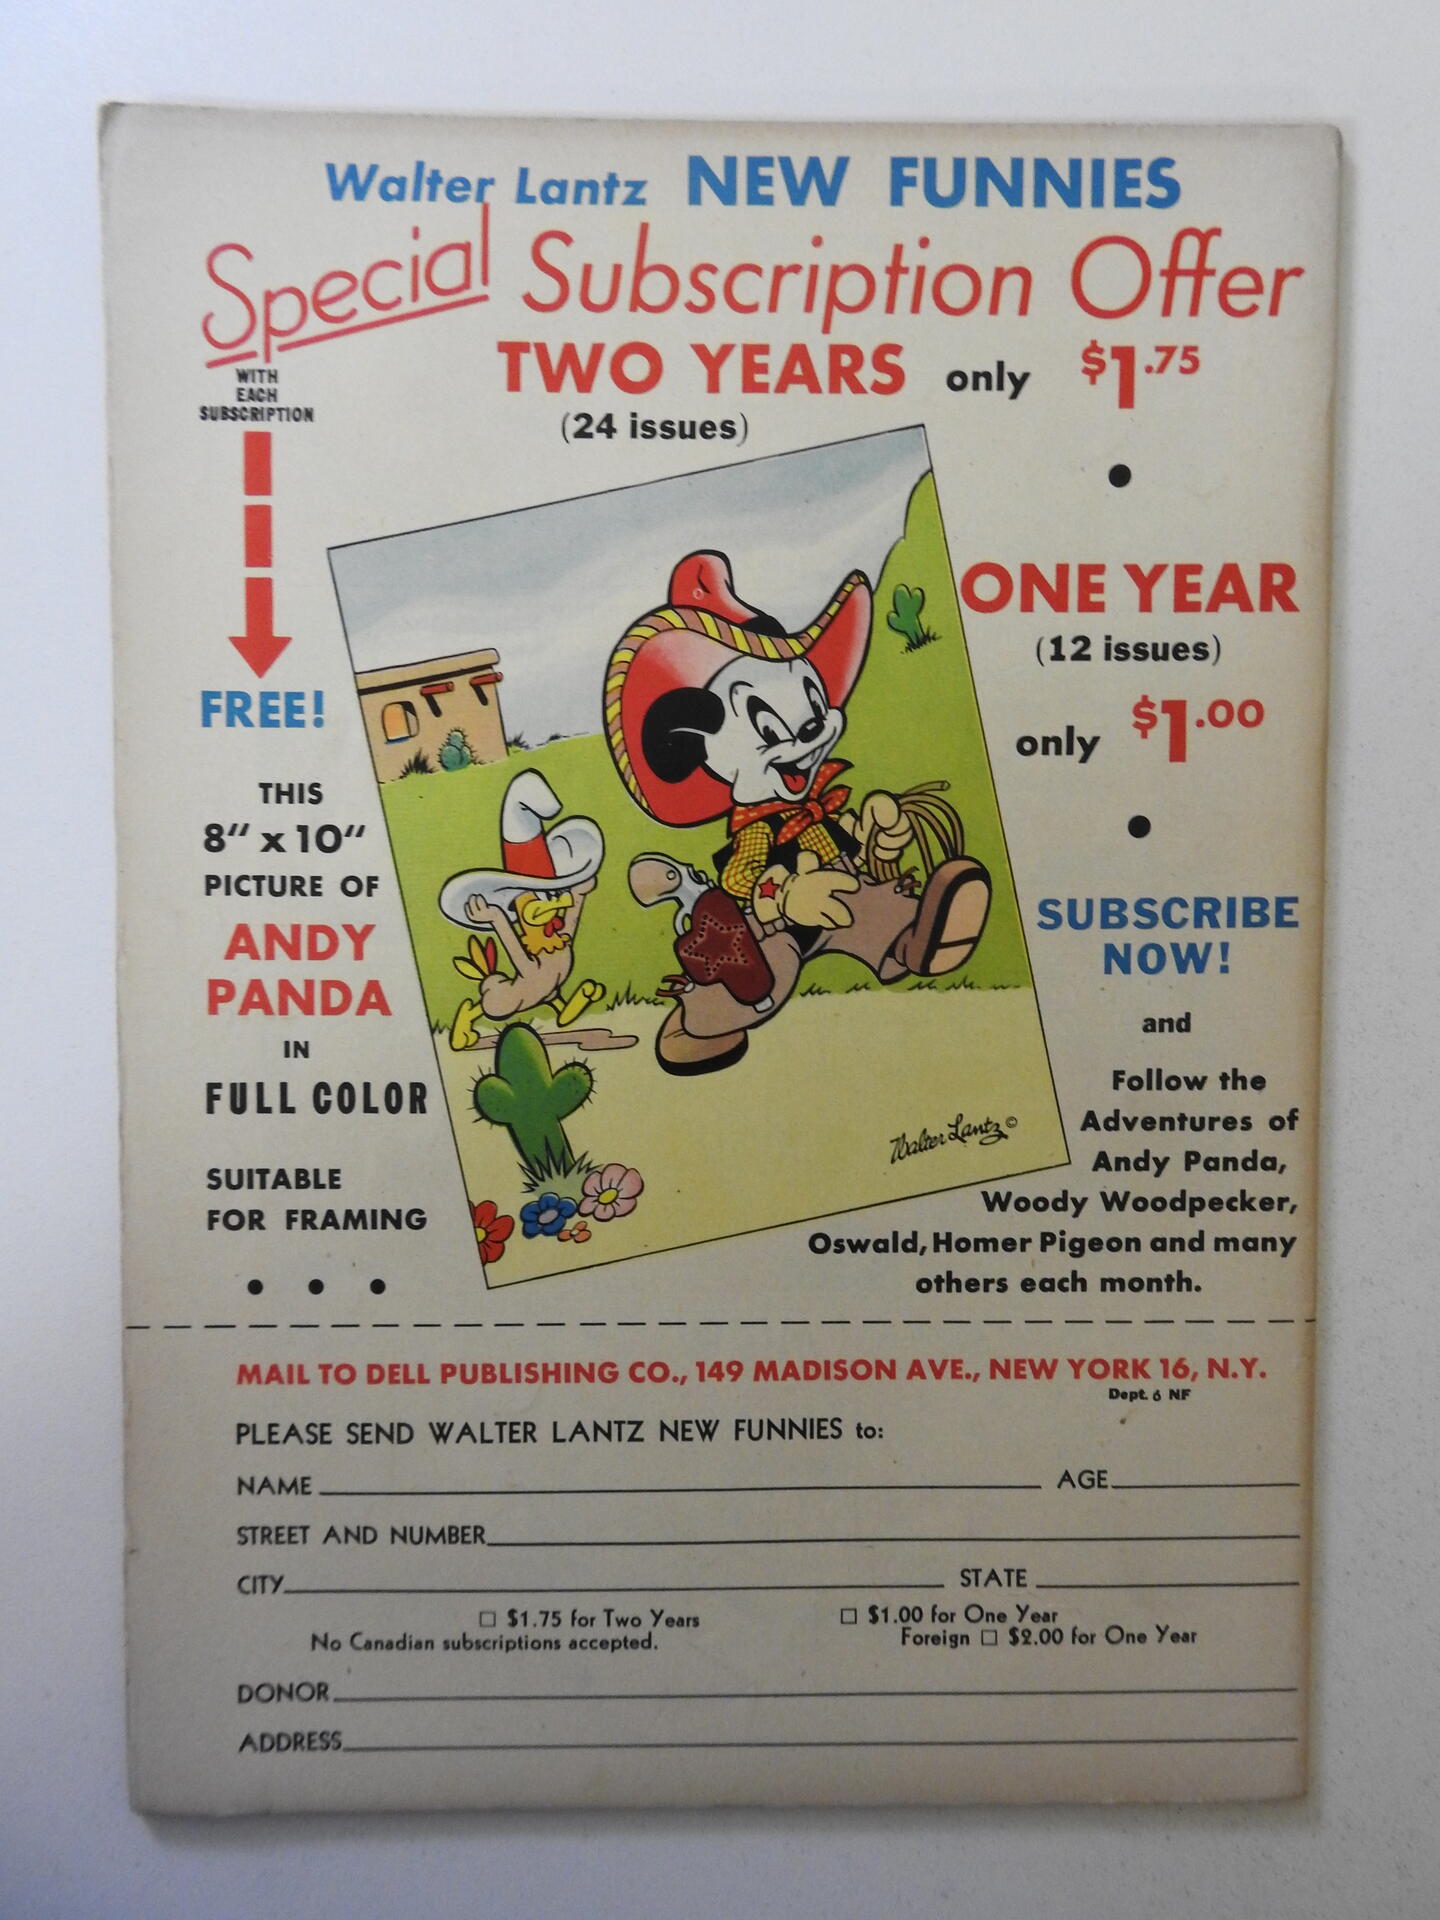 Walter Lantz NEW FUNNIES
Special Subscription Offer
TWO YEARS only $1.75
(24 issues)
WITH
EACH
SUBSCRIPTION
FREE!
THIS
8" x 10"
PICTURE OF
ANDY
PANDA
IN
FULL COLOR
SUITABLE
FOR FRAMING
Walter Lantz ©
ONE YEAR
(12 issues)
only $1.00
SUBSCRIBE
NOW!
and
Follow the
Adventures of
Andy Panda,
Woody Woodpecker,
Oswald, Homer Pigeon and many
others each month.
MAIL TO DELL PUBLISHING CO., 149 MADISON AVE., NEW YORK 16, N.Y.
Dept. 6 NF
PLEASE SEND WALTER LANTZ NEW FUNNIES to:
NAME AGE
STREET AND NUMBER
CITY STATE
□ $1.75 for Two Years □ $1.00 for One Year
No Canadian subscriptions accepted. Foreign □ $2.00 for One Year
DONOR
ADDRESS